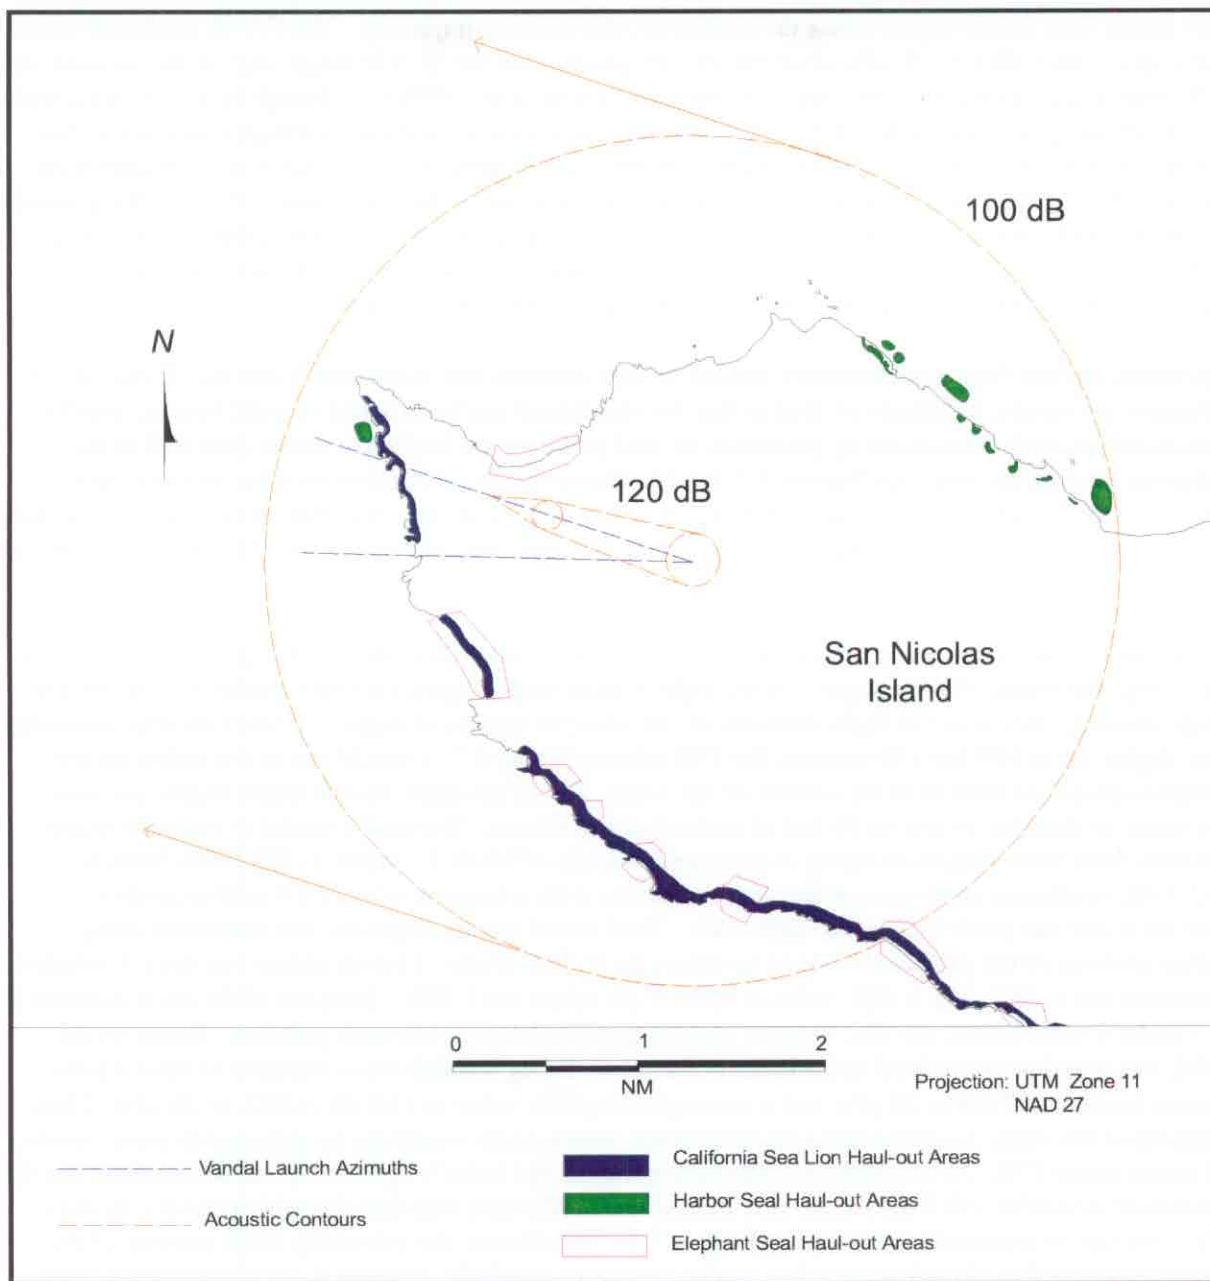 100 dB
N
120 dB
San Nicolas
Island
0 1 2
NM
Projection: UTM Zone 11
NAD 27
Vandal Launch Azimuths
California Sea Lion Haul-out Areas
Harbor Seal Haul-out Areas
Acoustic Contours
Elephant Seal Haul-out Areas